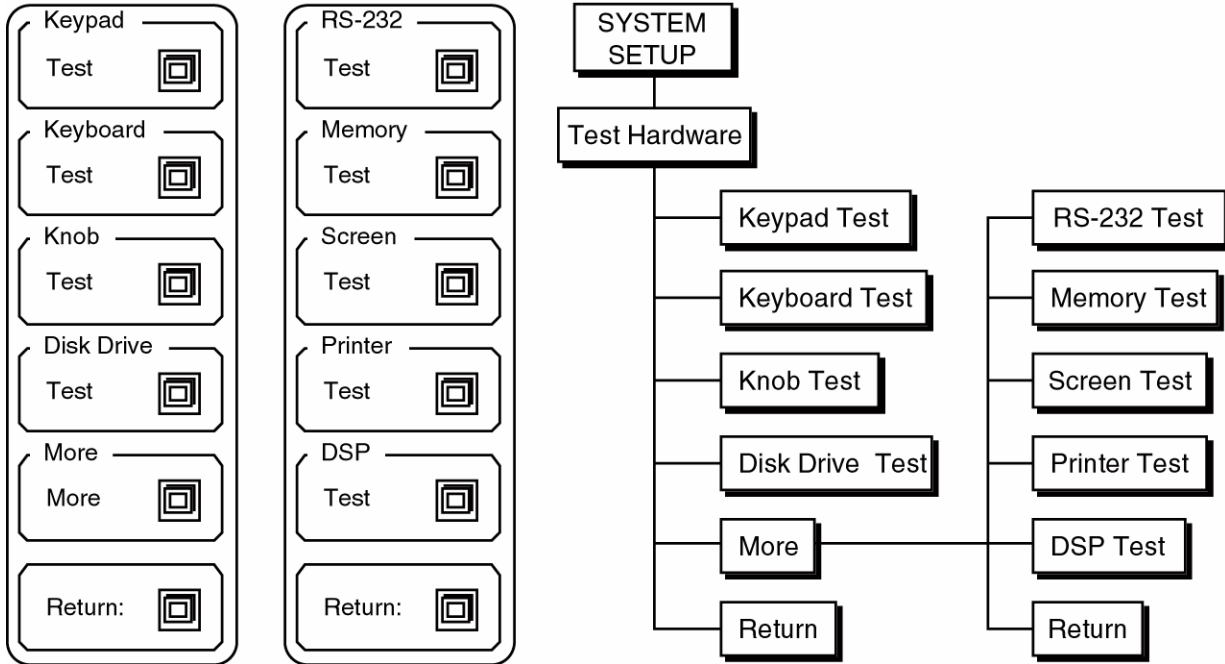 Keypad
Test
Keyboard
Test
Knob
Test
Disk Drive
Test
More
More
Return:
RS-232
Test
Memory
Test
Screen
Test
Printer
Test
DSP
Test
Return:
SYSTEM
SETUP
Test Hardware
Keypad Test
Keyboard Test
Knob Test
Disk Drive Test
More
Return
RS-232 Test
Memory Test
Screen Test
Printer Test
DSP Test
Return